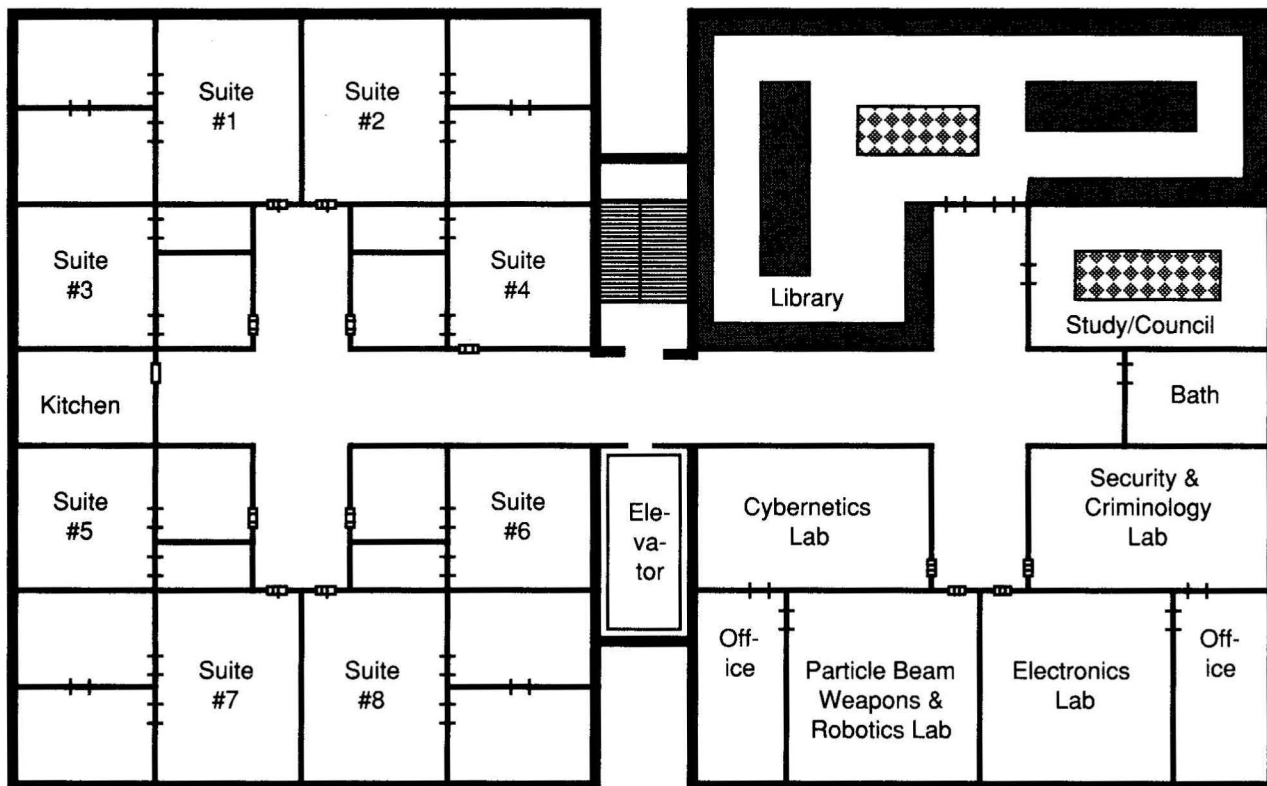 Suite
#1
Suite
#2
Suite
#3
Suite
#4
Library
Study/Council
Kitchen
Bath
Suite
#5
Suite
#6
Ele-
va-
tor
Cybernetics
Lab
Security &
Criminology
Lab
Suite
#7
Suite
#8
Off-
ice
Particle Beam
Weapons &
Robotics Lab
Electronics
Lab
Off-
ice